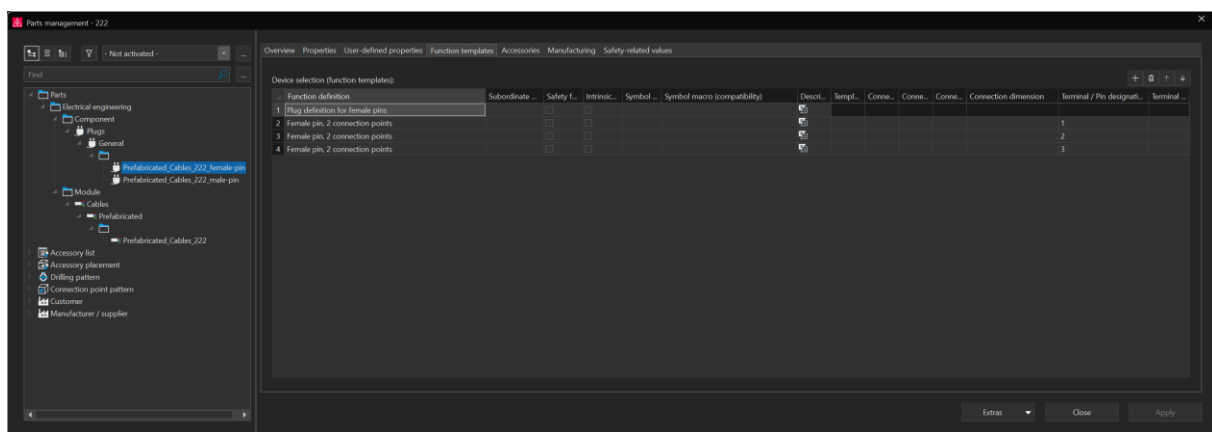 Parts management - 222
- Not activated -
...
Find
...
Parts
Electrical engineering
Component
Plugs
General
Prefabricated_Cables_222_female-pin
Prefabricated_Cables_222_male-pin
Module
Cables
Prefabricated
Prefabricated_Cables_222
Accessory list
Accessory placement
Drilling pattern
Connection point pattern
Customer
Manufacturer / supplier
Overview Properties User-defined properties Function templates Accessories Manufacturing Safety-related values
Device selection (function templates):
Function definition Subordinate ... Safety f... Intrinsic... Symbol ... Symbol macro (compatibility) Descri... Templ... Conne... Conne... Conne... Connection dimension Terminal / Pin designati... Terminal ...
1 Plug definition for female pins
2 Female pin, 2 connection points 1
3 Female pin, 2 connection points 2
4 Female pin, 2 connection points 3
Extras Close Apply